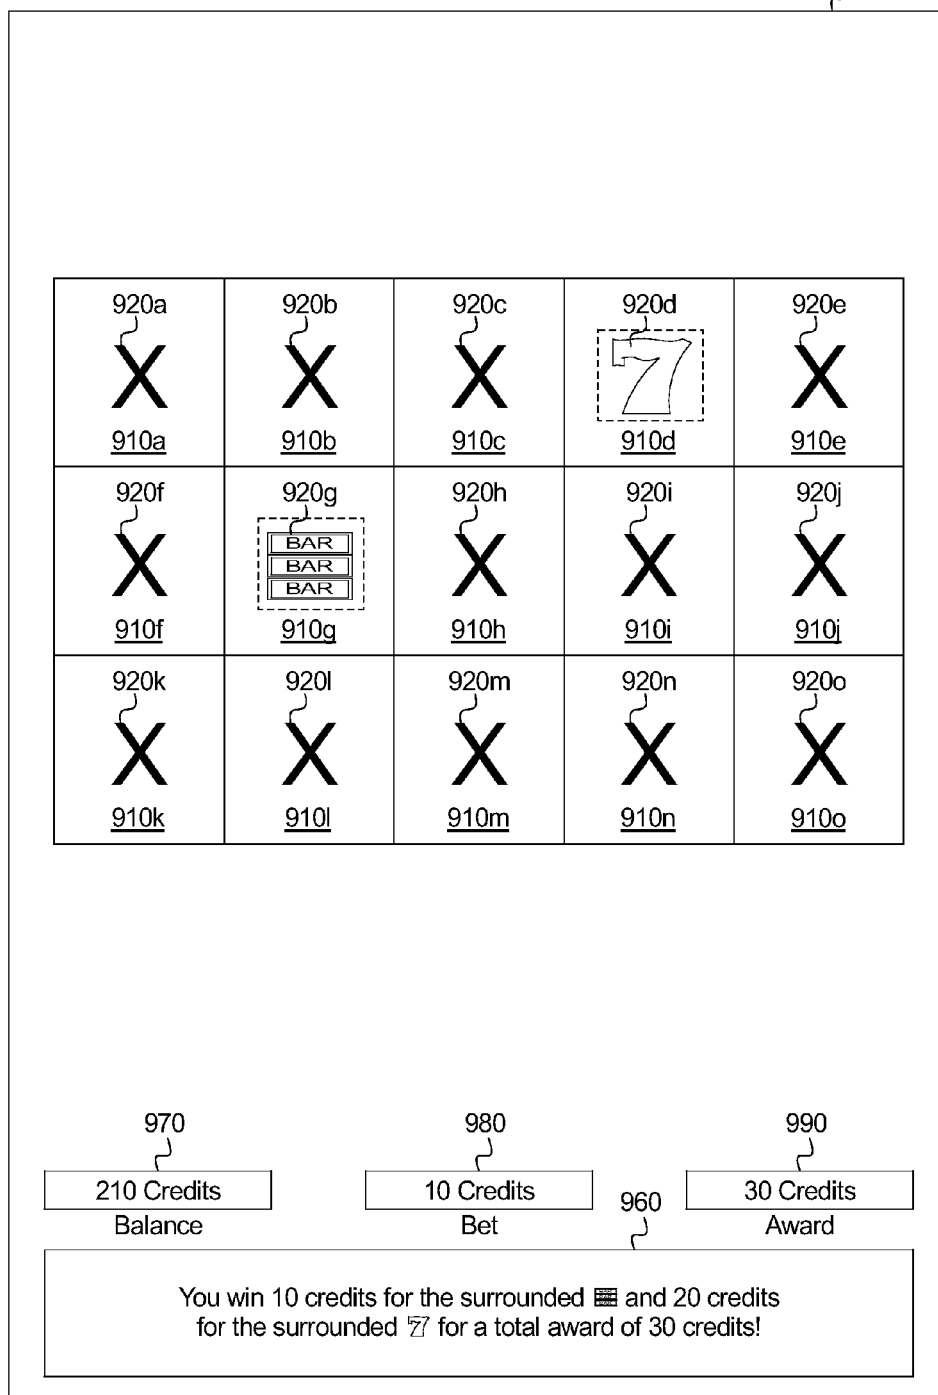 920a 920b 920c 920d 920e
X X X 7 X
910a 910b 910c 910d 910e
920f 920g 920h 920i 920j
X BAR X X X
BAR
BAR
910f 910g 910h 910i 910j
920k 920l 920m 920n 920o
X X X X X
910k 910l 910m 910n 910o
970 980 990
210 Credits 10 Credits 30 Credits
960
Balance Bet Award
You win 10 credits for the surrounded and 20 credits
for the surrounded 7 for a total award of 30 credits!